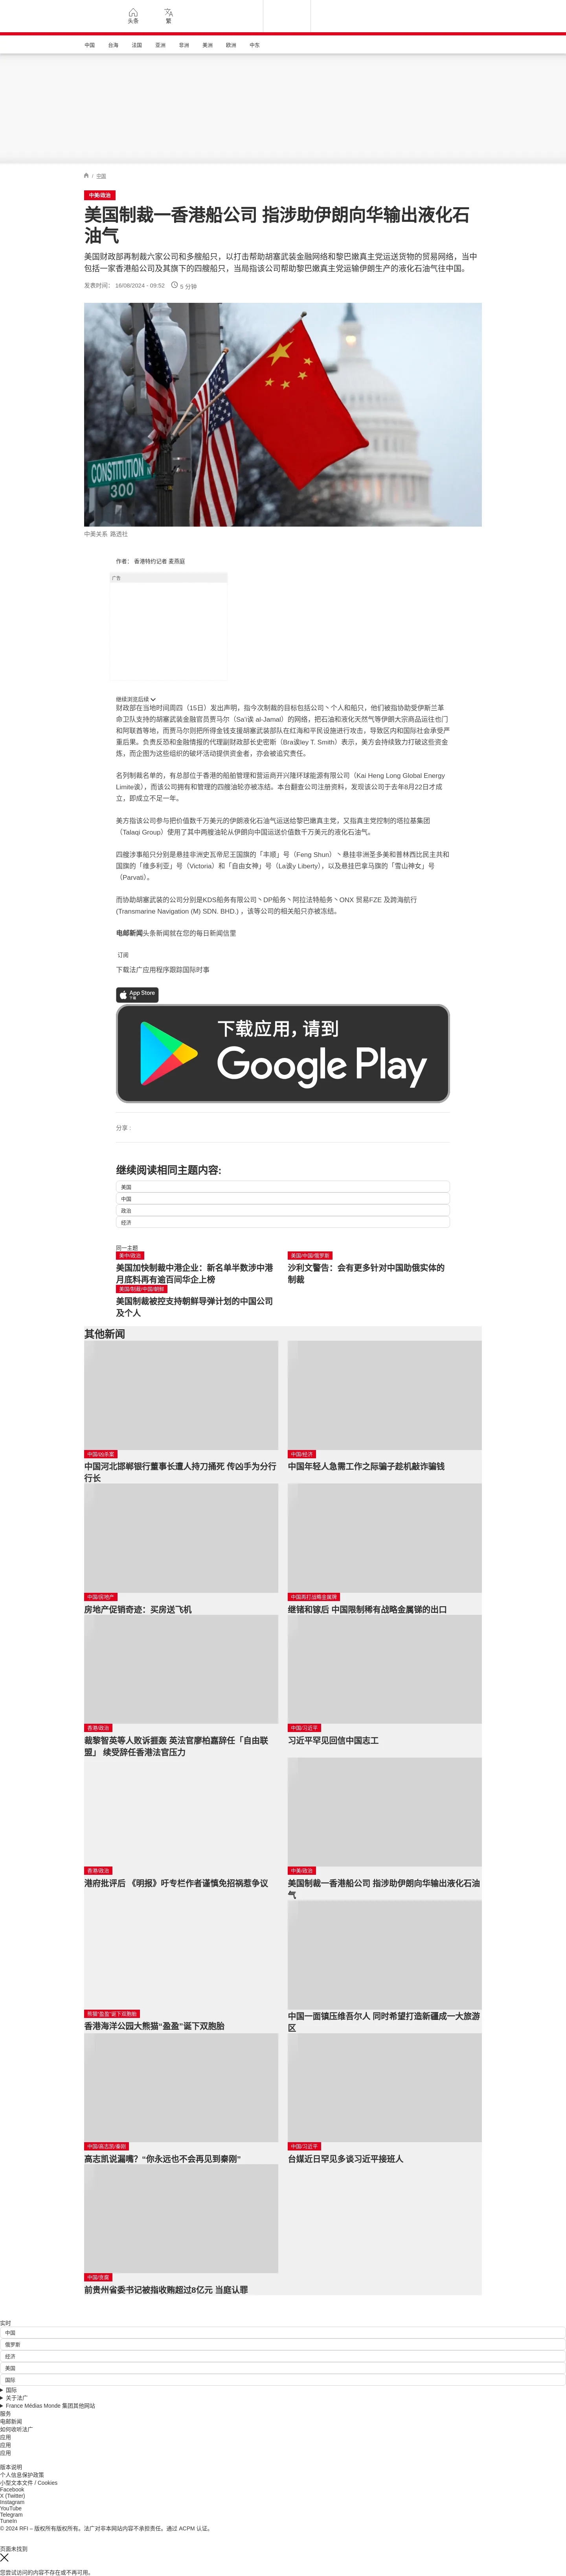 头条
繁
中国
台海
法国
亚洲
非洲
美洲
欧洲
中东
/ 中国
中美/政治
美国制裁一香港船公司 指涉助伊朗向华输出液化石
油气
美国财政部再制裁六家公司和多艘船只，以打击帮助胡塞武装金融网络和黎巴嫩真主党运送货物的贸易网络，当中
包括一家香港船公司及其旗下的四艘船只，当局指该公司帮助黎巴嫩真主党运输伊朗生产的液化石油气往中国。
发表时间： 16/08/2024 - 09:52
5 分钟
CONSTITUTION
300
中美关系 路透社
作者： 香港特约记者 麦燕庭
广告
继续浏览后续
财政部在当地时间周四（15日）发出声明，指今次制裁的目标包括公司丶个人和船只，他们被指协助受伊斯兰革
命卫队支持的胡塞武装金融官员贾马尔（Sa'i诶 al-Jamal）的网络，把石油和液化天然气等伊朗大宗商品运往也门
和阿联酋等地，而贾马尔则把所得金钱支援胡塞武装部队在红海和平民设施进行攻击，导致区内和国际社会承受严
重后果。负责反恐和金融情报的代理副财政部长史密斯（Bra诶ley T. Smith）表示，美方会持续致力打破这些资金
炼，而企图为这些组织的破坏活动提供资金者，亦会被追究责任。
名列制裁名单的，有总部位于香港的船舶管理和营运商开兴隆环球能源有限公司（Kai Heng Long Global Energy
Limite诶），而该公司拥有和管理的四艘油轮亦被冻结。本台翻查公司注册资料，发现该公司于去年8月22日才成
立，即成立不足一年。
美方指该公司参与把价值数千万美元的伊朗液化石油气运送给黎巴嫩真主党，又指真主党控制的塔拉基集团
（Talaqi Group）使用了其中两艘油轮从伊朗向中国运送价值数千万美元的液化石油气。
四艘涉事船只分别是悬挂非洲史瓦帝尼王国旗的「丰顺」号（Feng Shun）丶悬挂非洲圣多美和普林西比民主共和
国旗的「维多利亚」号（Victoria）和「自由女神」号（La诶y Liberty），以及悬挂巴拿马旗的「雪山神女」号
（Parvati）。
而协助胡塞武装的公司分别是KDS船务有限公司丶DP船务丶阿拉法特船务丶ONX 贸易FZE 及跨海航行
(Transmarine Navigation (M) SDN. BHD.) ，该等公司的相关船只亦被冻结。
电邮新闻头条新闻就在您的每日新闻信里
订阅
下载法广应用程序跟踪国际时事
App Store
下载应用，请到
Google Play
分享 :
继续阅读相同主题内容:
美国
中国
政治
经济
同一主题
美中/政治
美国加快制裁中港企业：新名单半数涉中港
月底料再有逾百间华企上榜
美国/中国/俄罗斯
沙利文警告：会有更多针对中国助俄实体的
制裁
美国/制裁/中国/朝鲜
美国制裁被控支持朝鲜导弹计划的中国公司
及个人
其他新闻
中国/凶杀案
中国河北邯郸银行董事长遭人持刀捅死 传凶手为分行
行长
中国/经济
中国年轻人急需工作之际骗子趁机敲诈骗钱
中国/房地产
房地产促销奇迹：买房送飞机
中国再打战略金属牌
继锗和镓后 中国限制稀有战略金属锑的出口
香港/政治
裁黎智英等人败诉捱轰 英法官廖柏嘉辞任「自由联
盟」 续受辞任香港法官压力
中国/习近平
习近平罕见回信中国志工
香港/政治
港府批评后 《明报》吁专栏作者谨慎免招祸惹争议
中美/政治
美国制裁一香港船公司 指涉助伊朗向华输出液化石油
气
熊猫“盈盈”诞下双胞胎
香港海洋公园大熊猫“盈盈”诞下双胞胎
中国一面镇压维吾尔人 同时希望打造新疆成一大旅游
区
中国/高志凯/秦刚
高志凯说漏嘴？“你永远也不会再见到秦刚”
中国/习近平
台媒近日罕见多谈习近平接班人
中国/贪腐
前贵州省委书记被指收贿超过8亿元 当庭认罪
实时
中国
俄罗斯
经济
美国
国际
国际
关于法广
France Médias Monde 集团其他网站
服务
电邮新闻
如何收听法广
应用
应用
应用
版本说明
个人信息保护政策
小型文本文件 / Cookies
Facebook
X (Twitter)
Instagram
YouTube
Telegram
TuneIn
© 2024 RFI – 版权所有版权所有。法广对非本网站内容不承担责任。通过 ACPM 认证。
页面未找到
您尝试访问的内容不存在或不再可用。